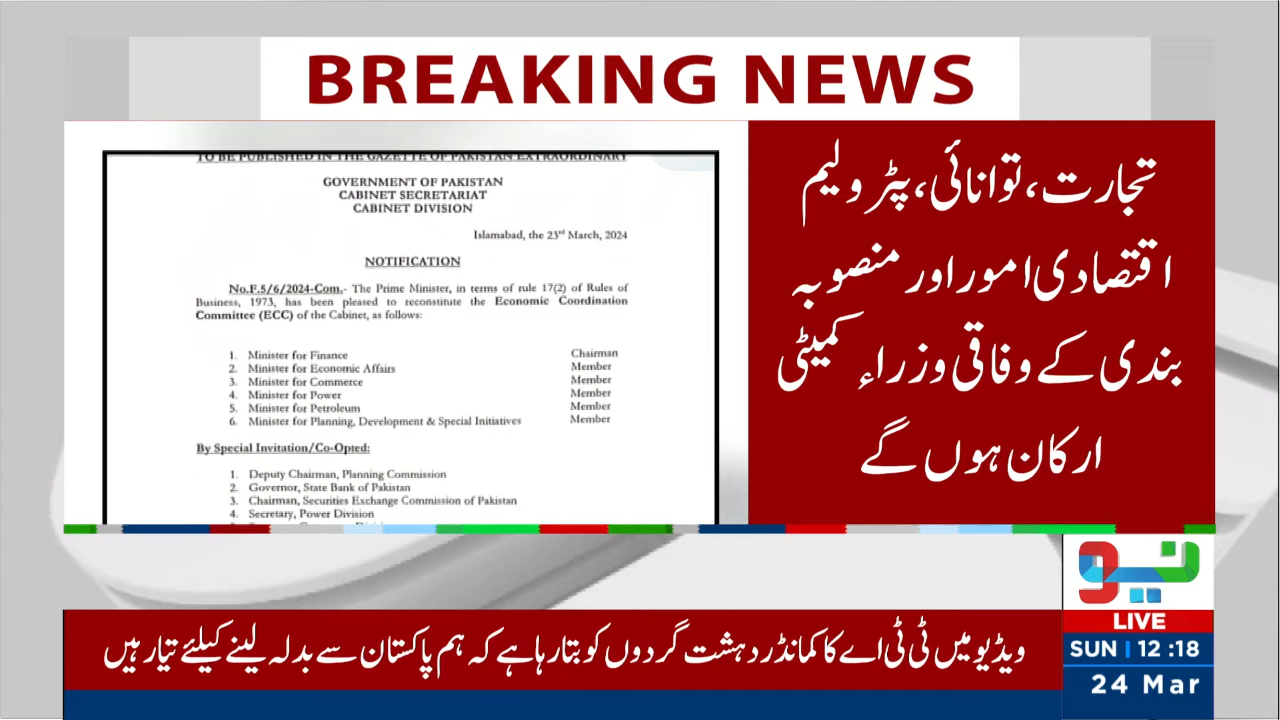 BREAKING NEWS
TO BE PUBLISHED IN THE GAZETTE OF PAKISTAN EXTRAORDINARY
GOVERNMENT OF PAKISTAN
CABINET SECRETARIAT
CABINET DIVISION
Islamabad, the 23rd March, 2024
NOTIFICATION
No.F.5/6/2024-Com.- The Prime Minister, in terms of rule 17(2) of Rules of
Business, 1973, has been pleased to reconstitute the Economic Coordination
Committee (ECC) of the Cabinet, as follows:
1. Minister for Finance Chairman
2. Minister for Economic Affairs Member
3. Minister for Commerce Member
4. Minister for Power Member
5. Minister for Petroleum Member
6. Minister for Planning, Development & Special Initiatives Member
By Special Invitation/Co-Opted:
1. Deputy Chairman, Planning Commission
2. Governor, State Bank of Pakistan
3. Chairman, Securities Exchange Commission of Pakistan
4. Secretary, Power Division
تجارت، توانائی، پٹرولیم
اقتصادی امور اور منصوبہ
بندی کے وفاقی وزراء کمیٹی
ارکان ہوں گے
نیو
LIVE
SUN | 12 :18
24 Mar
ویڈیو میں ٹی ٹی اے کا کمانڈر دہشت گردوں کو بتا رہا ہے کہ ہم پاکستان سے بدلہ لینے کیلئے تیار ہیں